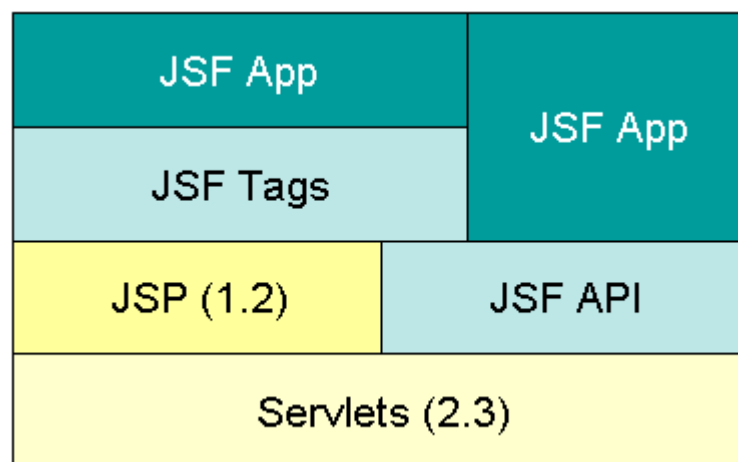 JSF App
JSF App
JSF Tags
JSP (1.2)
JSF API
Servlets (2.3)